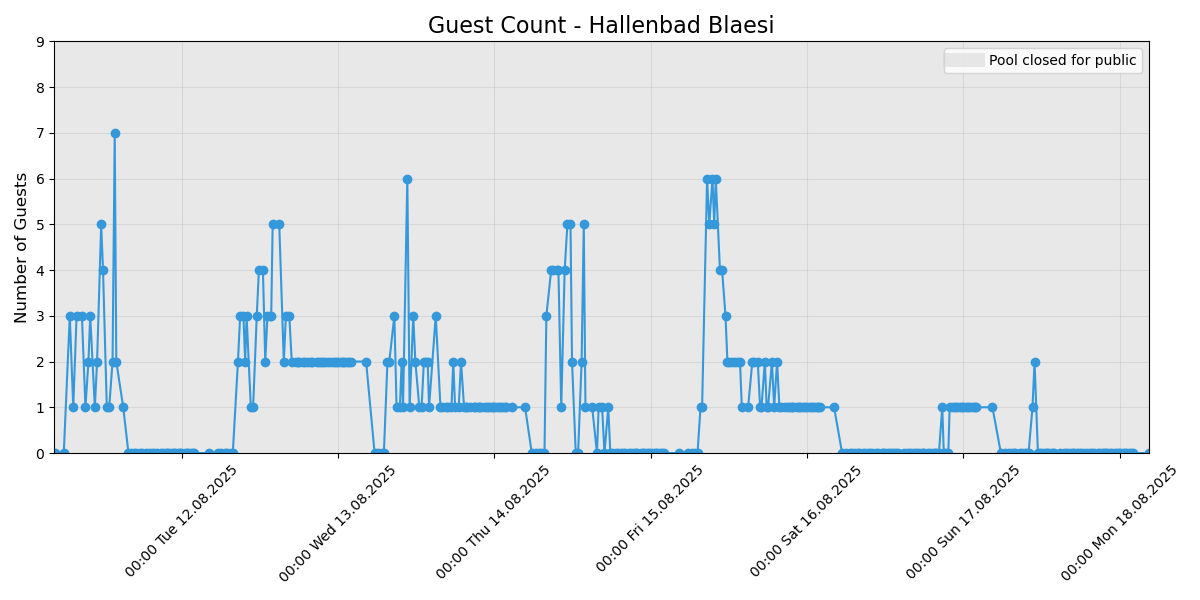 Guest Count - Hallenbad Blaesi
Pool closed for public
Number of Guests
9
8
7
6
5
4
3
2
1
0
00:00 Tue 12.08.2025
00:00 Wed 13.08.2025
00:00 Thu 14.08.2025
00:00 Fri 15.08.2025
00:00 Sat 16.08.2025
00:00 Sun 17.08.2025
00:00 Mon 18.08.2025